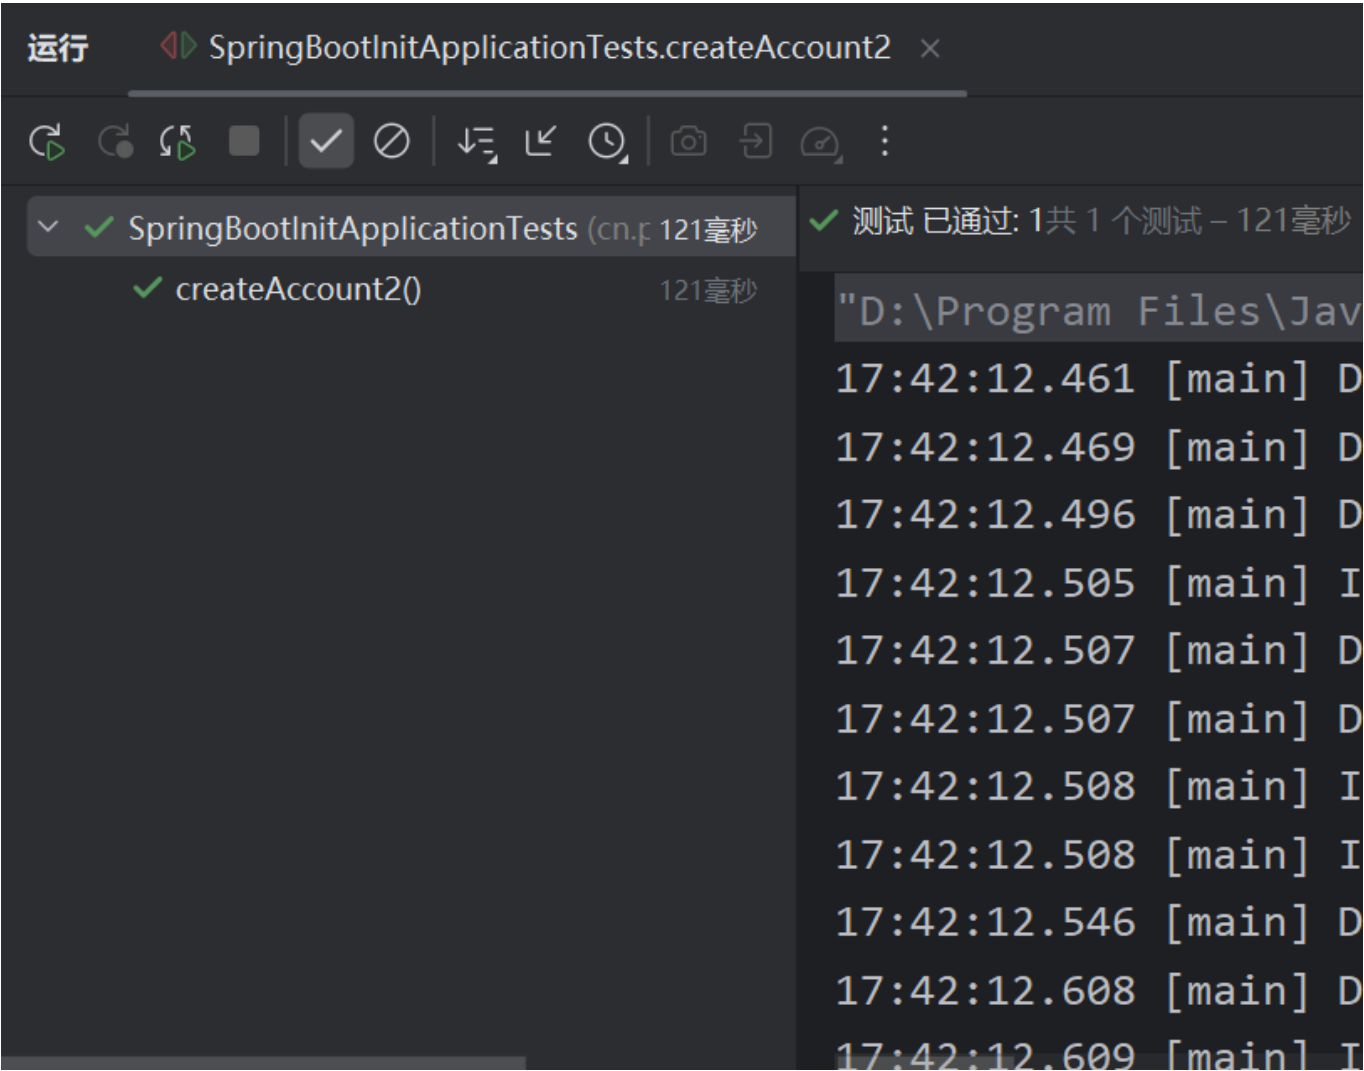 运行 SpringBootInitApplicationTests.createAccount2
SpringBootInitApplicationTests (cn.p 121毫秒
createAccount2() 121毫秒
测试 已通过: 1共 1 个测试 – 121毫秒
"D:\Program Files\Jav
17:42:12.461 [main] D
17:42:12.469 [main] D
17:42:12.496 [main] D
17:42:12.505 [main] I
17:42:12.507 [main] D
17:42:12.507 [main] D
17:42:12.508 [main] I
17:42:12.508 [main] I
17:42:12.546 [main] D
17:42:12.608 [main] D
17:42:12.609 [main] I